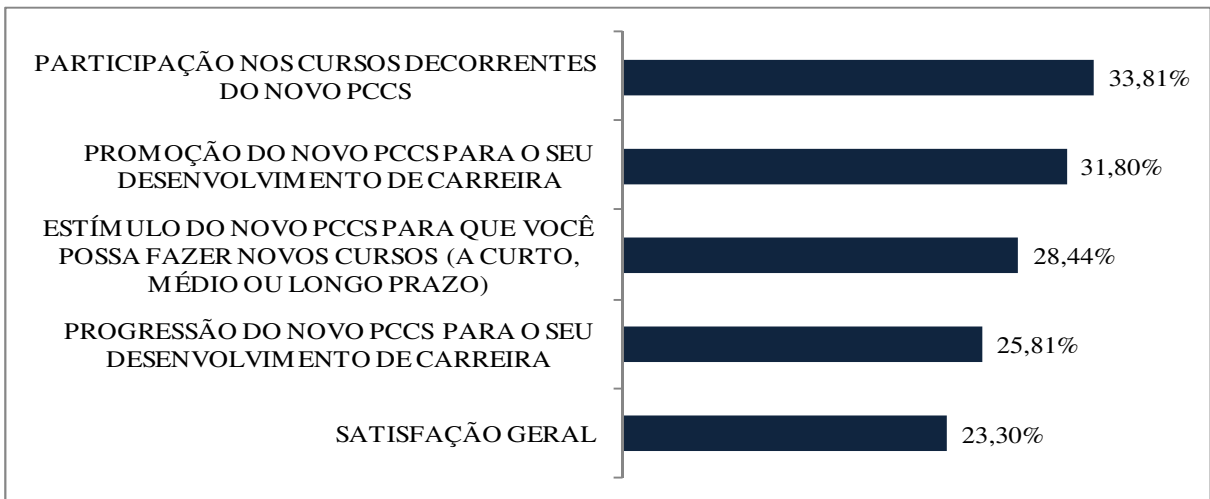 PARTICIPAÇÃO NOS CURSOS DECORRENTES
DO NOVO PCCS
33,81%
PROMOÇÃO DO NOVO PCCS PARA O SEU
DESENVOLVIMENTO DE CARREIRA
31,80%
ESTÍMULO DO NOVO PCCS PARA QUE VOCÊ
POSSA FAZER NOVOS CURSOS (A CURTO,
MÉDIO OU LONGO PRAZO)
28,44%
PROGRESSÃO DO NOVO PCCS PARA O SEU
DESENVOLVIMENTO DE CARREIRA
25,81%
SATISFAÇÃO GERAL
23,30%